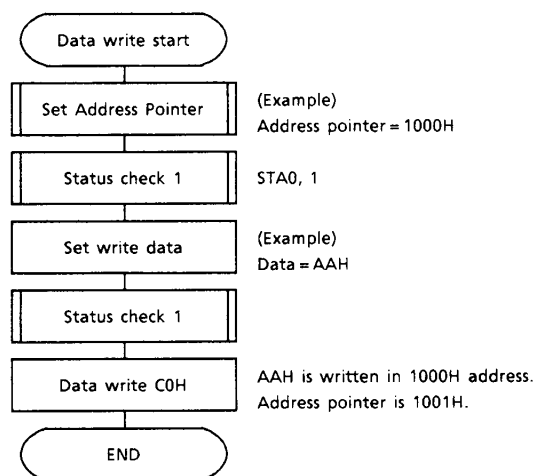 Data write start
Set Address Pointer
(Example)
Address pointer = 1000H
Status check 1
STA0, 1
Set write data
(Example)
Data = AAH
Status check 1
Data write C0H
AAH is written in 1000H address.
Address pointer is 1001H.
END